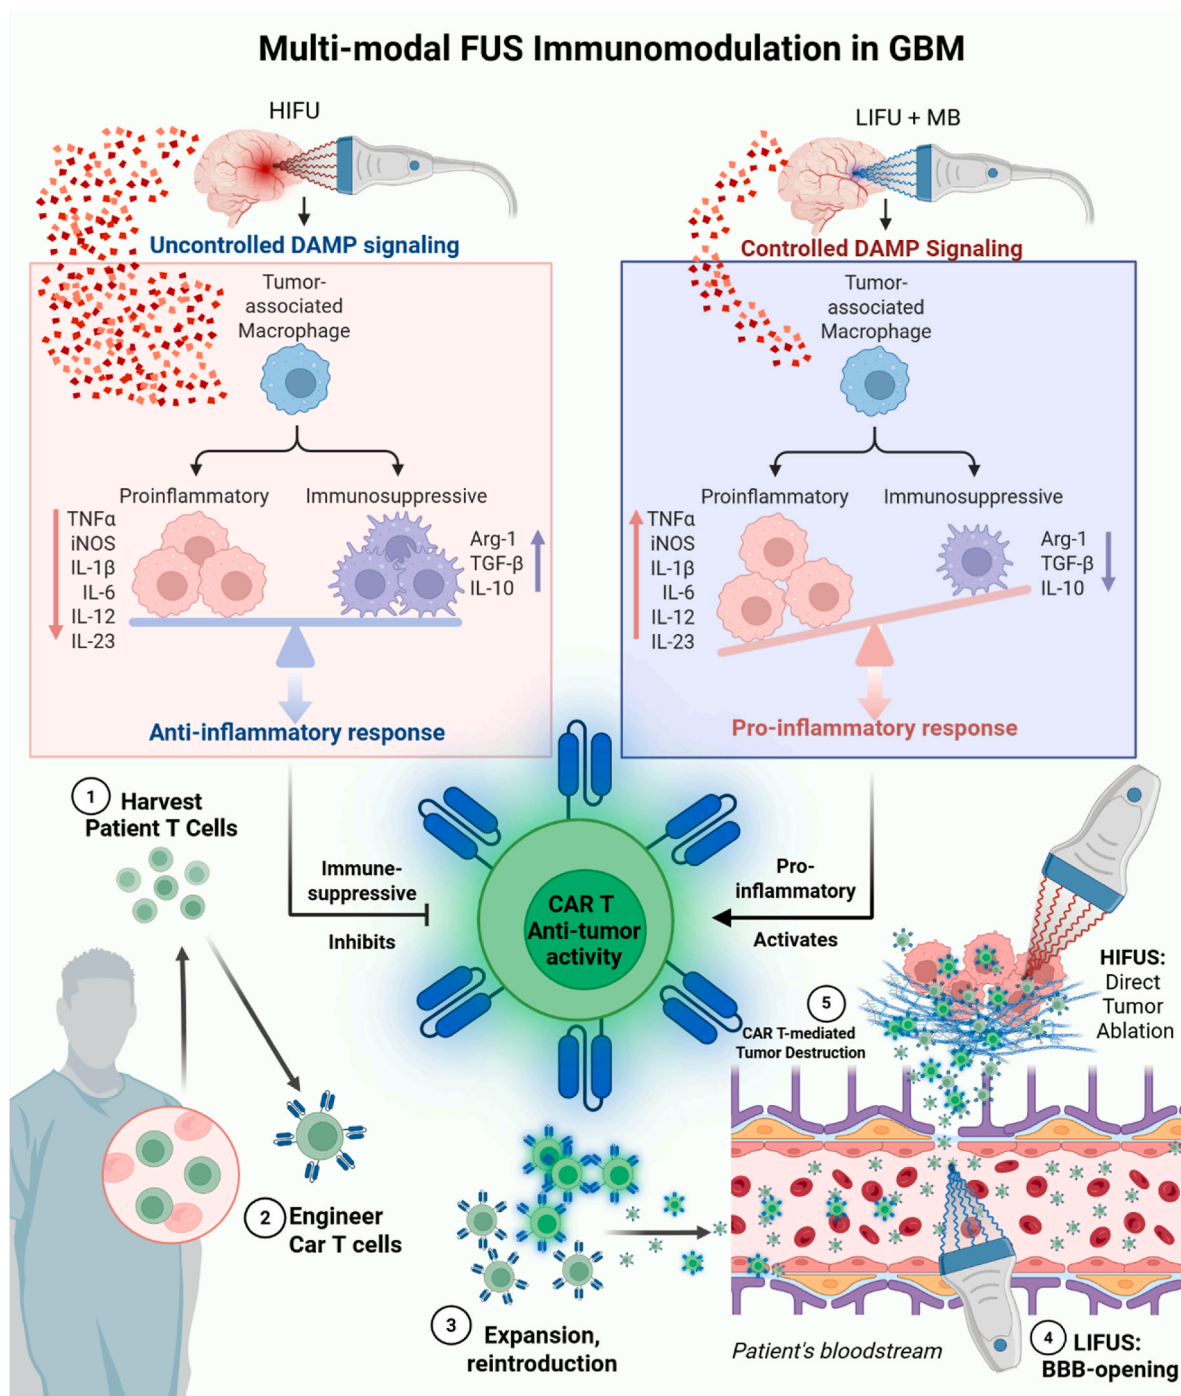 Multi-modal FUS Immunomodulation in GBM
HIFU
Uncontrolled DAMP signaling
Tumor-
associated
Macrophage
Proinflammatory
Immunosuppressive
TNFα
iNOS
IL-1β
IL-6
IL-12
IL-23
Arg-1
TGF-β
IL-10
Anti-inflammatory response
LIFU + MB
Controlled DAMP Signaling
Tumor-
associated
Macrophage
Proinflammatory
Immunosuppressive
TNFα
iNOS
IL-1β
IL-6
IL-12
IL-23
Arg-1
TGF-β
IL-10
Pro-inflammatory response
1 Harvest
Patient T Cells
Immune-
suppressive
Inhibits
CAR T
Anti-tumor
activity
Pro-
inflammatory
Activates
HIFUS:
Direct
Tumor
Ablation
5
CAR T-mediated
Tumor Destruction
2 Engineer
Car T cells
3 Expansion,
reintroduction
Patient's bloodstream
4 LIFUS:
BBB-opening